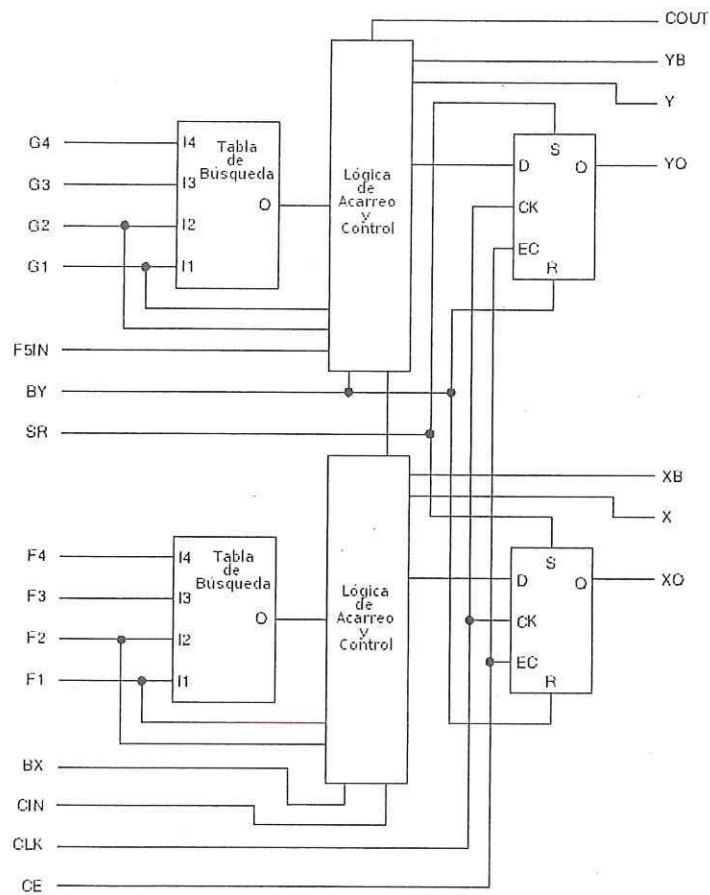 COUT
YB
Y
G4
I4
Tabla
de
Búsqueda
S
G3
I3
Lógica
de
Acarreo
y
Control
D
O
YO
O
G2
I2
CK
G1
I1
EC
R
F5IN
BY
SR
XB
X
F4
I4
Tabla
de
Búsqueda
S
F3
I3
Lógica
de
Acarreo
y
Control
D
O
XO
O
F2
I2
CK
F1
I1
EC
R
BX
CIN
CLK
CE